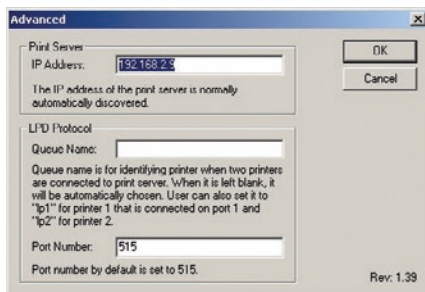 Advanced
Print Server
IP Address: 192.168.2.9
The IP address of the print server is normally
automatically discovered.
LPD Protocol
Queue Name:
Queue name is for identifying printer when two printers
are connected to print server. When it is left blank, it
will be automatically chosen. User can also set it to
"lp1" for printer 1 that is connected on port 1 and
"lp2" for printer 2.
Port Number: 515
Port number by default is set to 515.
OK
Cancel
Rev: 1.39